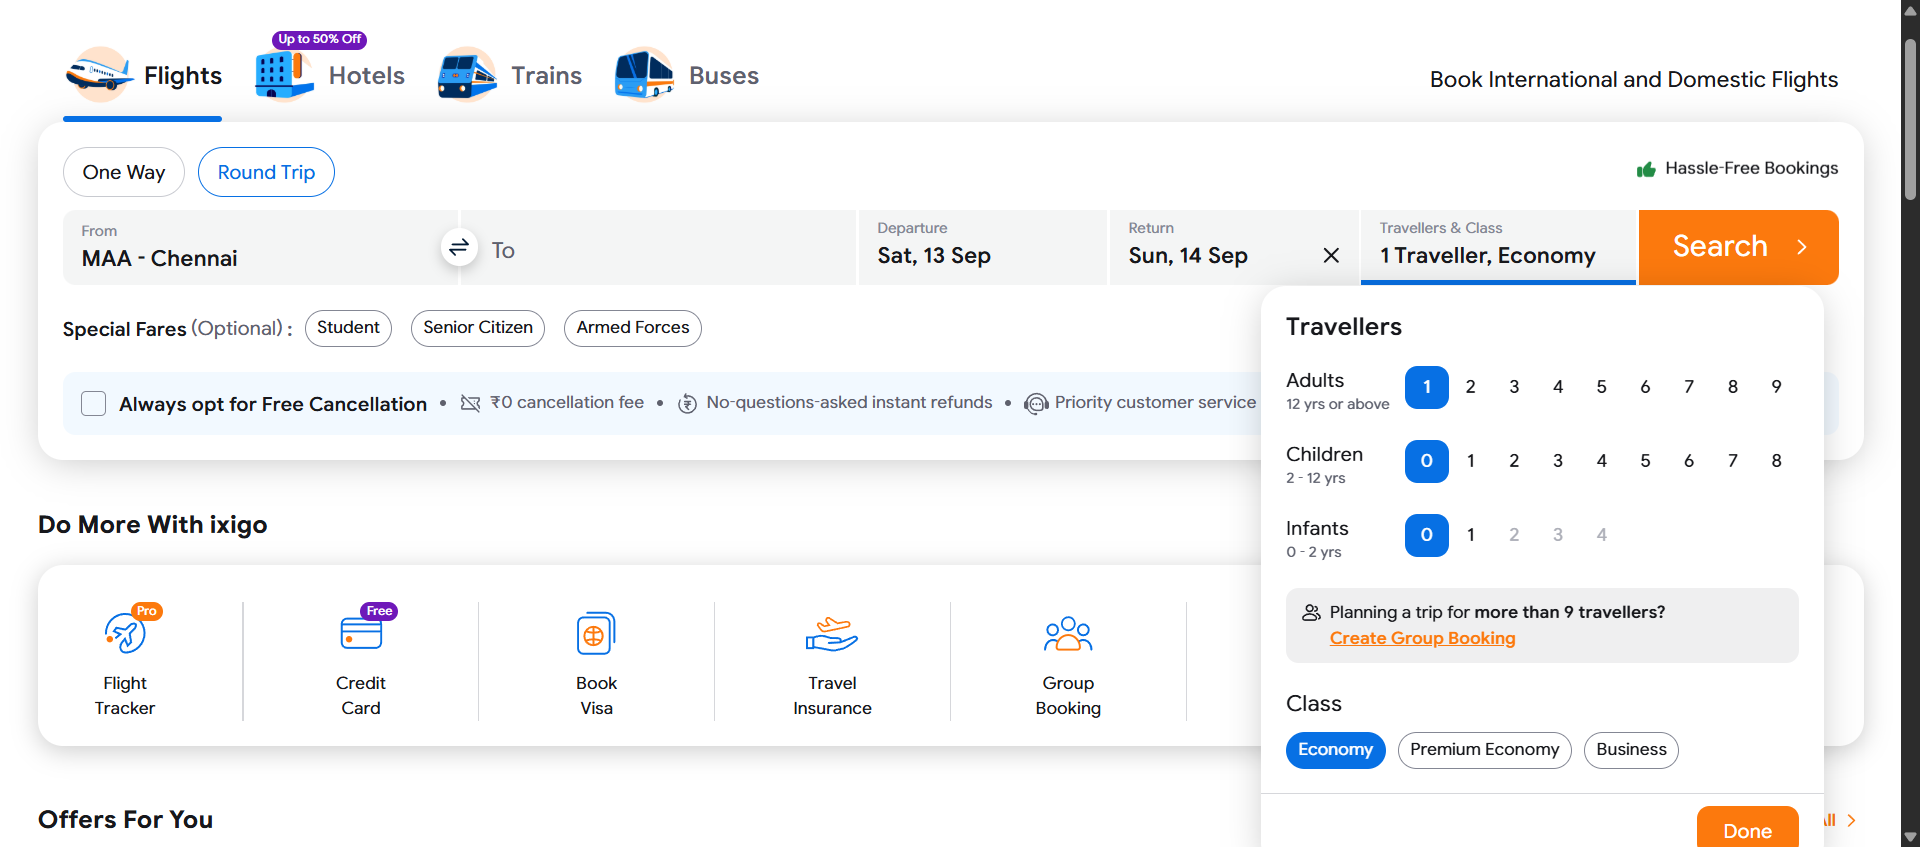 Up to 50% Off
Flights
Hotels
Trains
Buses
Book International and Domestic Flights
One Way
Round Trip
Hassle-Free Bookings
From
MAA - Chennai
To
Departure
Sat, 13 Sep
Return
Sun, 14 Sep
Travellers & Class
1 Traveller, Economy
Search
Special Fares (Optional) :
Student
Senior Citizen
Armed Forces
Always opt for Free Cancellation • ₹0 cancellation fee • No-questions-asked instant refunds • Priority customer service
Travellers
Adults
12 yrs or above
1 2 3 4 5 6 7 8 9
Children
2 - 12 yrs
0 1 2 3 4 5 6 7 8
Infants
0 - 2 yrs
0 1 2 3 4
Planning a trip for more than 9 travellers?
Create Group Booking
Class
Economy
Premium Economy
Business
Done
Do More With ixigo
Pro
Flight
Tracker
Free
Credit
Card
Book
Visa
Travel
Insurance
Group
Booking
Offers For You